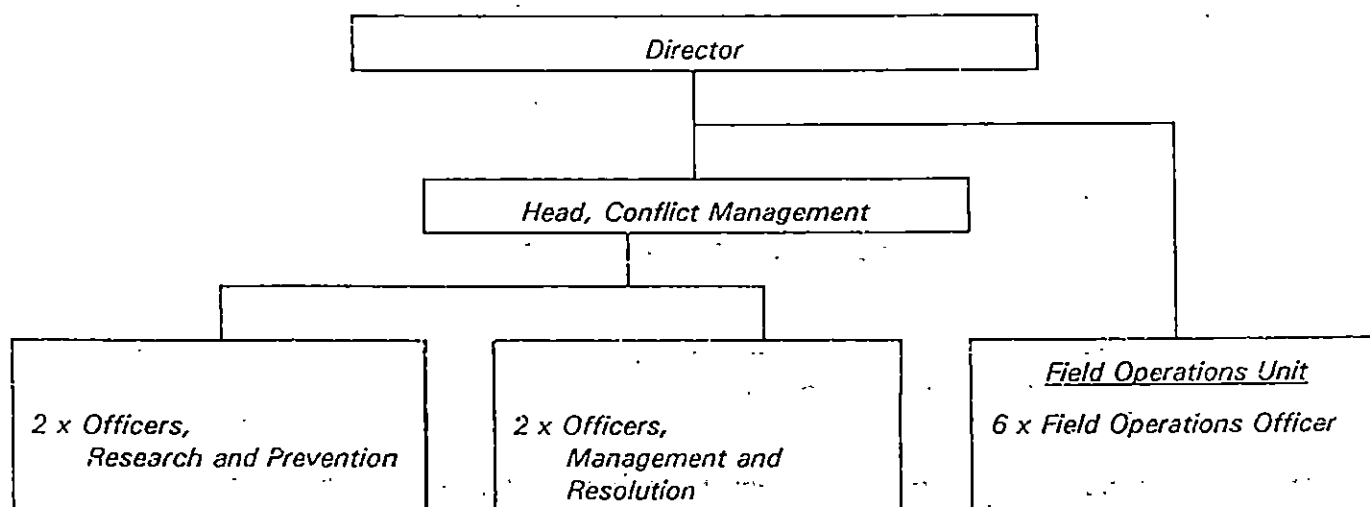 Director
Head, Conflict Management
2 x Officers,
Research and Prevention
2 x Officers,
Management and
Resolution
Field Operations Unit
6 x Field Operations Officer